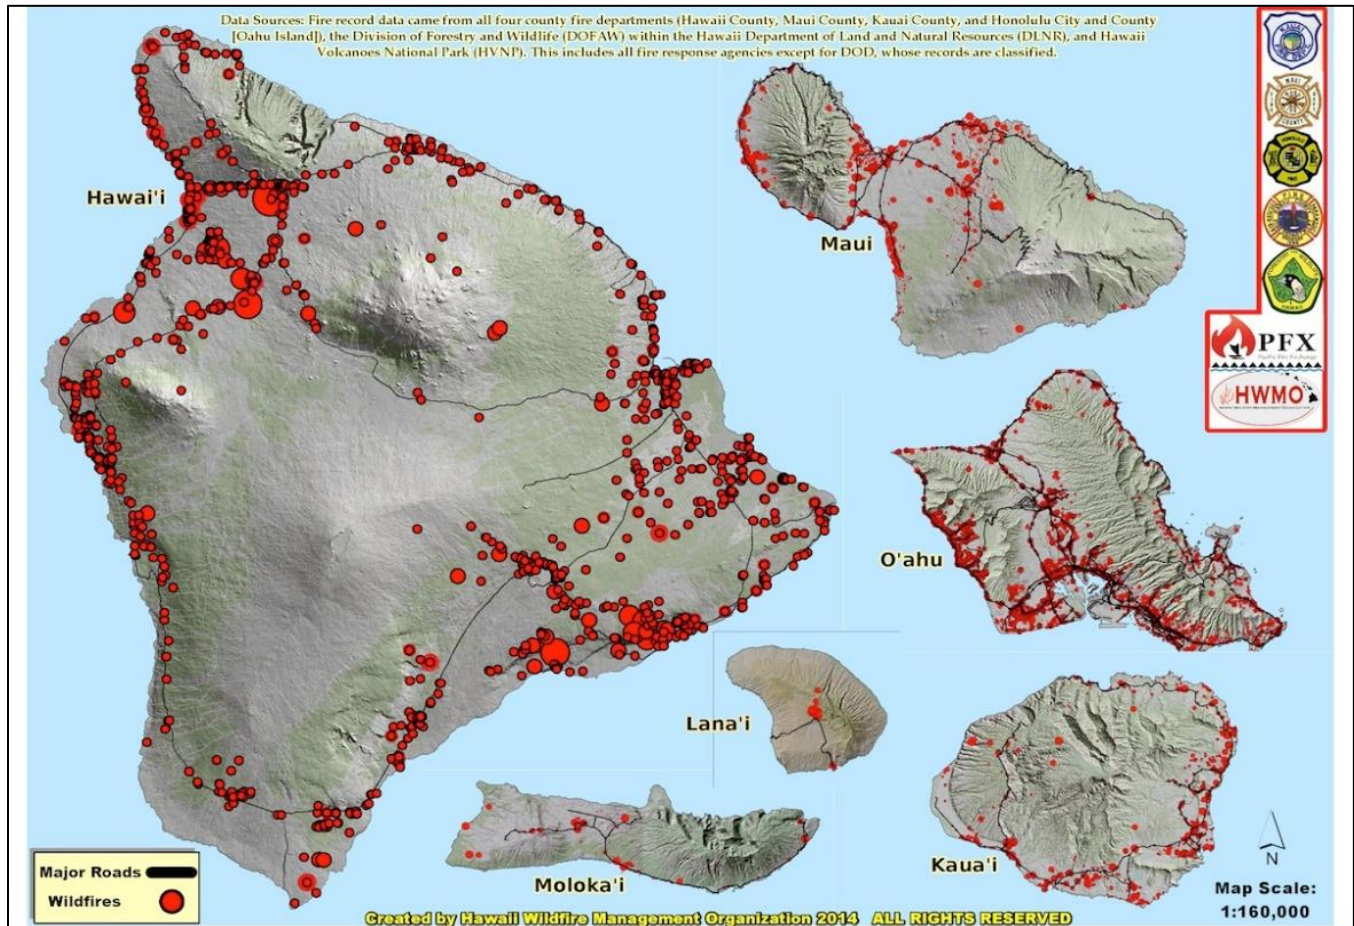 Data Sources: Fire record data came from all four county fire departments (Hawaii County, Maui County, Kauai County, and Honolulu City and County
[Oahu Island]), the Division of Forestry and Wildlife (DOFAW) within the Hawaii Department of Land and Natural Resources (DLNR), and Hawaii
Volcanoes National Park (HVNP). This includes all fire response agencies except for DOD, whose records are classified.
Hawai'i
Maui
PFX
Pacific Fire Exchange
HWMO
O'ahu
Lana'i
Moloka'i
Kaua'i
N
Map Scale:
1:160,000
Major Roads
Wildfires
Created by Hawaii Wildfire Management Organization 2014 ALL RIGHTS RESERVED